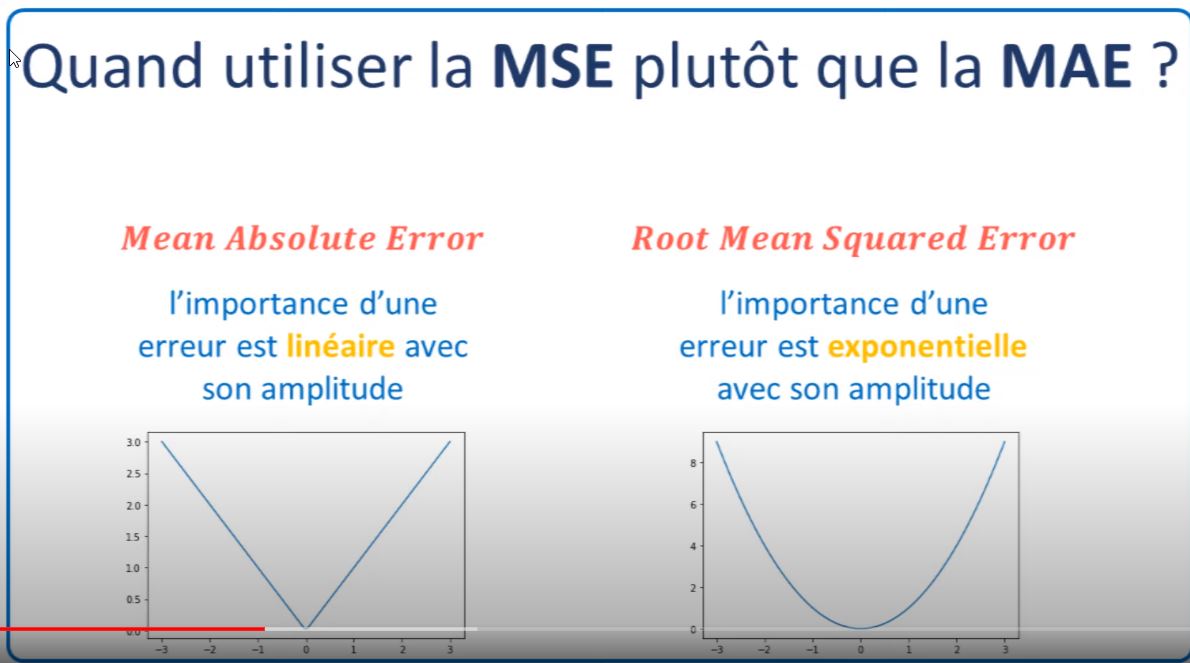 Quand utiliser la MSE plutôt que la MAE ?
Mean Absolute Error
l'importance d'une
erreur est linéaire avec
son amplitude
3.0
2.5
2.0
1.5
1.0
0.5
0.0
-3 -2 -1 0 1 2 3
Root Mean Squared Error
l'importance d'une
erreur est exponentielle
avec son amplitude
8
6
4
2
0
-3 -2 -1 0 1 2 3